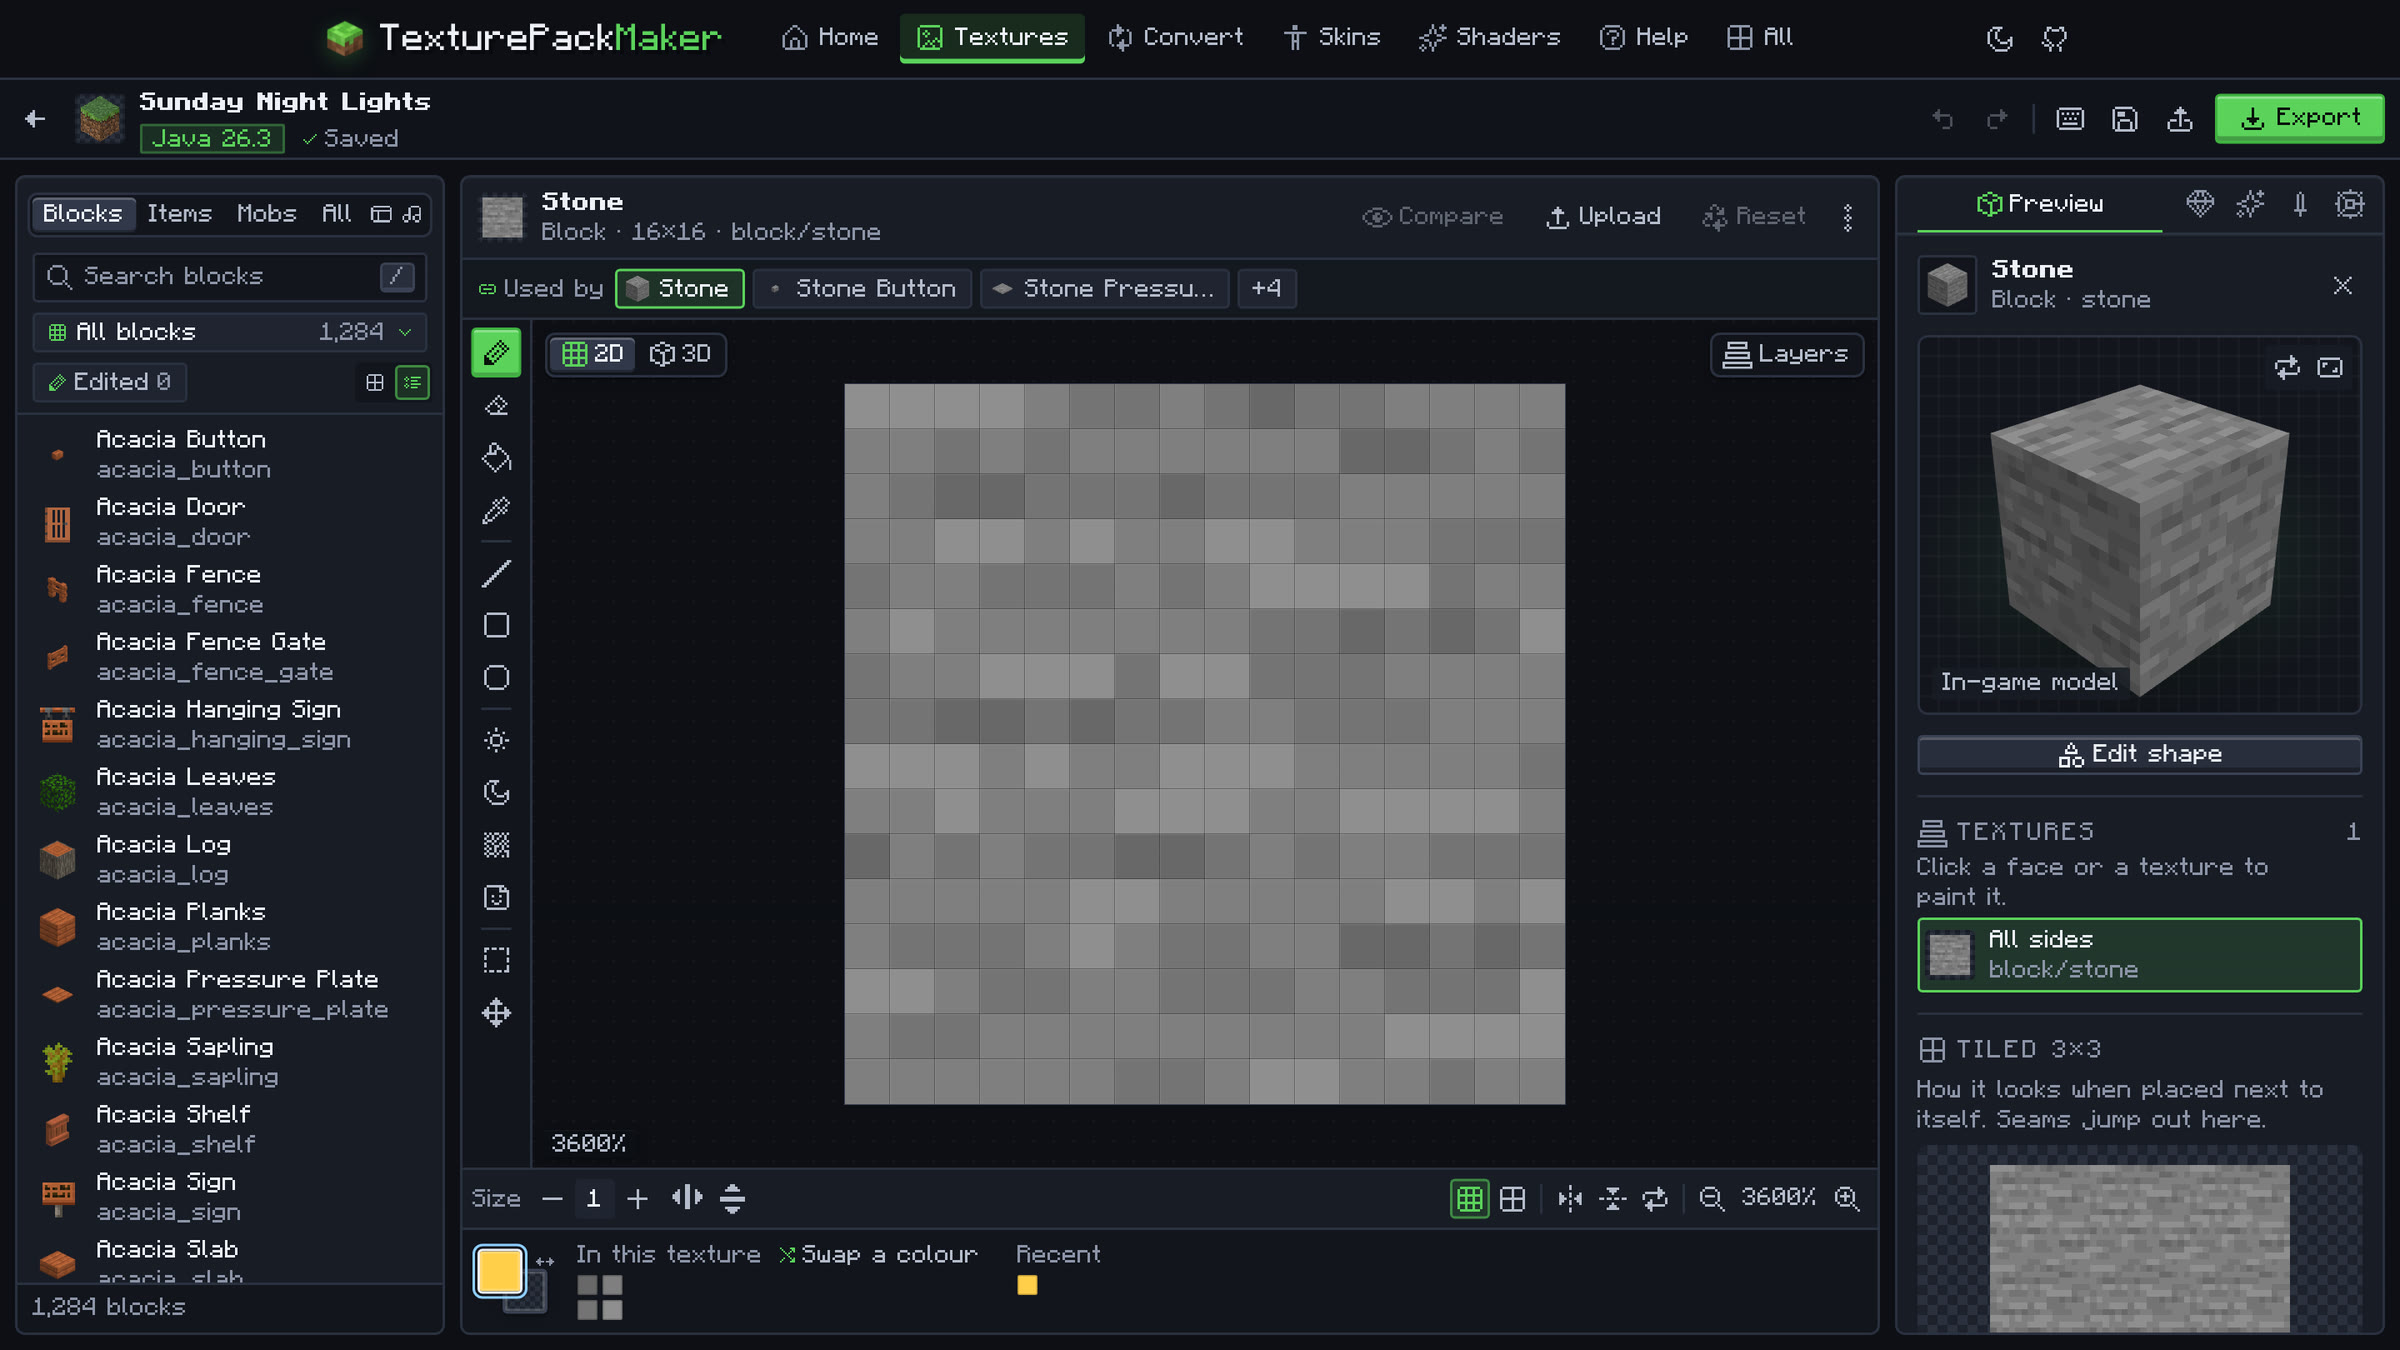 TexturePackMaker
Home
Textures
Convert
Skins
Shaders
Help
All
Sunday Night Lights
Java 26.3
Saved
Export
Blocks
Items
Mobs
All
Search blocks
/
All blocks
1,284
Edited 0
Acacia Button
acacia_button
Acacia Door
acacia_door
Acacia Fence
acacia_fence
Acacia Fence Gate
acacia_fence_gate
Acacia Hanging Sign
acacia_hanging_sign
Acacia Leaves
acacia_leaves
Acacia Log
acacia_log
Acacia Planks
acacia_planks
Acacia Pressure Plate
acacia_pressure_plate
Acacia Sapling
acacia_sapling
Acacia Shelf
acacia_shelf
Acacia Sign
acacia_sign
Acacia Slab
acacia_slab
1,284 blocks
Stone
Block · 16×16 · block/stone
Compare
Upload
Reset
Used by
Stone
Stone Button
Stone Pressu...
+4
2D
3D
Layers
3600%
Size
1
3600%
In this texture
Swap a colour
Recent
Preview
Stone
Block · stone
In-game model
Edit shape
TEXTURES
1
Click a face or a texture to
paint it.
All sides
block/stone
TILED 3×3
How it looks when placed next to
itself. Seams jump out here.